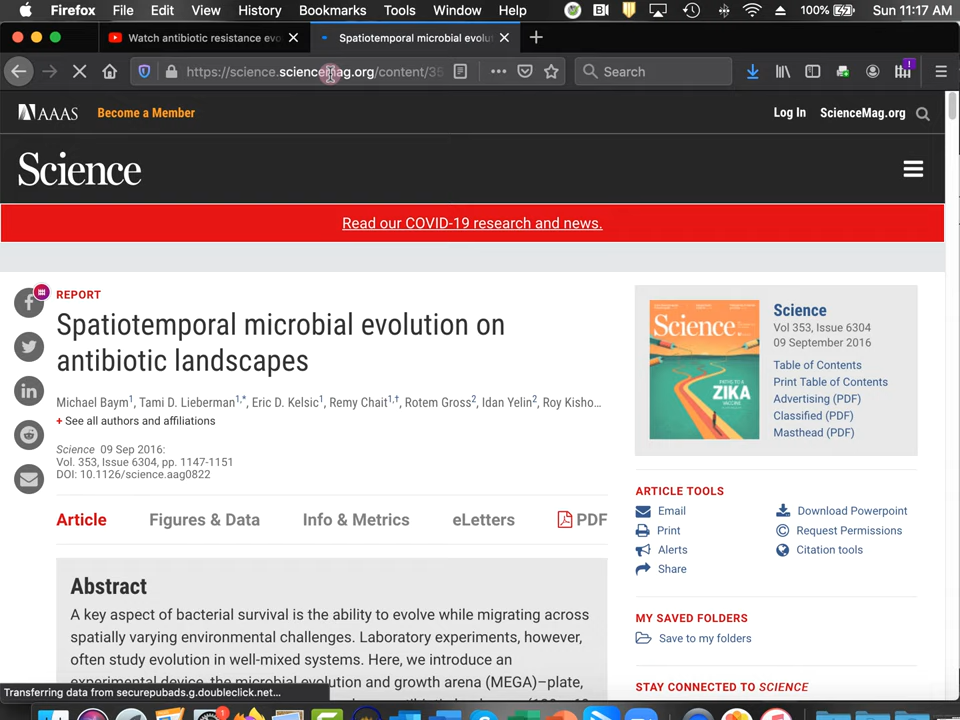 Firefox File Edit View History Bookmarks Tools Window Help 100% Sun 11:17 AM
Watch antibiotic resistance evo
Spatiotemporal microbial evolut
https://science.sciencemag.org/content/35
Search
AAAS Become a Member Log In ScienceMag.org
Science
Read our COVID-19 research and news.
REPORT
Spatiotemporal microbial evolution on
antibiotic landscapes
Michael Baym1, Tami D. Lieberman1,*, Eric D. Kelsic1, Remy Chait1,†, Rotem Gross2, Idan Yelin2, Roy Kisho…
+ See all authors and affiliations
Science 09 Sep 2016:
Vol. 353, Issue 6304, pp. 1147-1151
DOI: 10.1126/science.aag0822
Article Figures & Data Info & Metrics eLetters PDF
Abstract
A key aspect of bacterial survival is the ability to evolve while migrating across
spatially varying environmental challenges. Laboratory experiments, however,
often study evolution in well-mixed systems. Here, we introduce an
experimental device, the microbial evolution and growth arena (MEGA)–plate,
Transferring data from securepubads.g.doubleclick.net...
Science
ZIKA
Science
Vol 353, Issue 6304
09 September 2016
Table of Contents
Print Table of Contents
Advertising (PDF)
Classified (PDF)
Masthead (PDF)
ARTICLE TOOLS
Email
Print
Alerts
Share
Download Powerpoint
Request Permissions
Citation tools
MY SAVED FOLDERS
Save to my folders
STAY CONNECTED TO SCIENCE